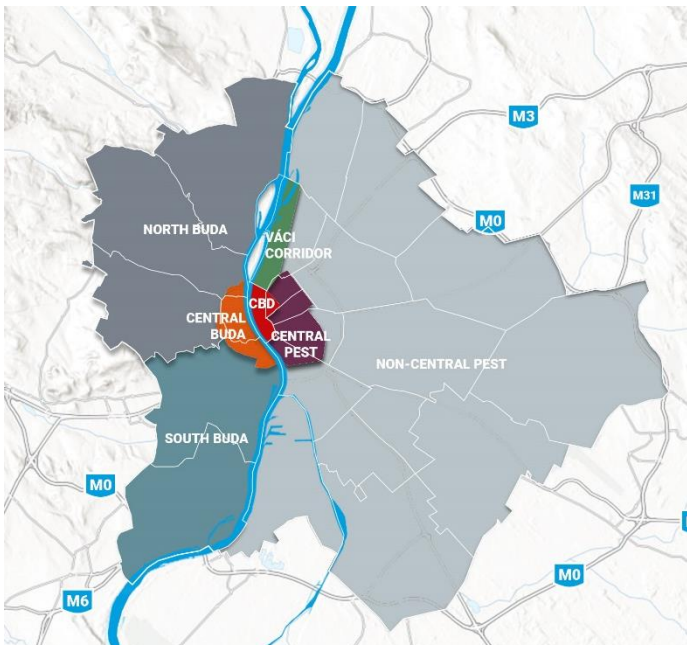 M3
M31
M0
NORTH BUDA
VÁCI
CORRIDOR
CBD
CENTRAL
BUDA
CENTRAL
PEST
NON-CENTRAL PEST
SOUTH BUDA
M0
M0
M6